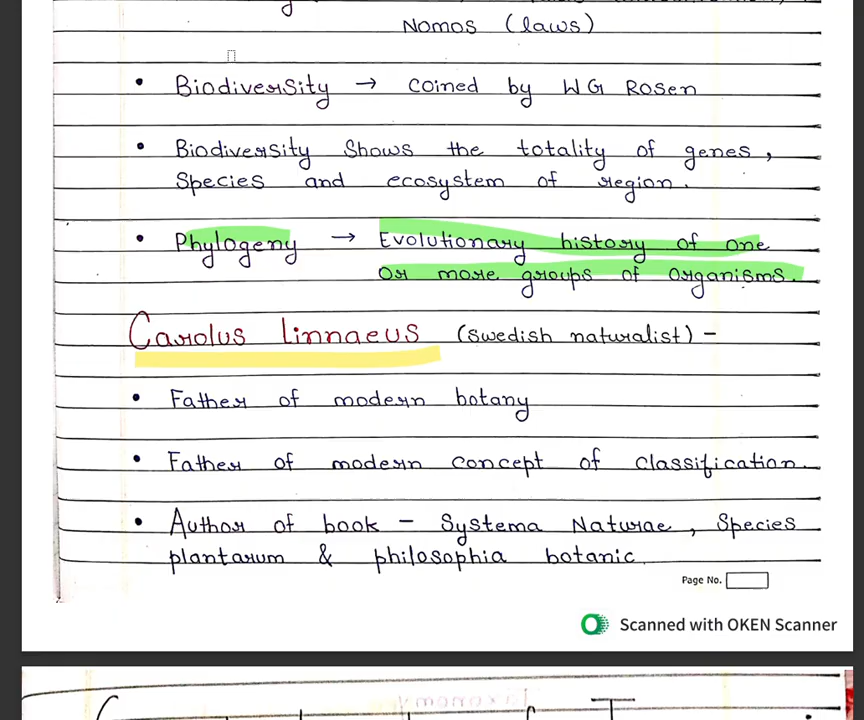 Nomos (laws)
• Biodiversity → coined by WG Rosen
• Biodiversity Shows the totality of genes,
Species and ecosystem of region.
• Phylogeny → Evolutionary history of one
Or more groups of Organisms.
Carolus Linnaeus (Swedish naturalist) –
• Father of modern botany
• Father of modern concept of classification.
• Author of book – Systema Naturae, Species
plantarum & philosophia botanic
Page No.
Scanned with OKEN Scanner